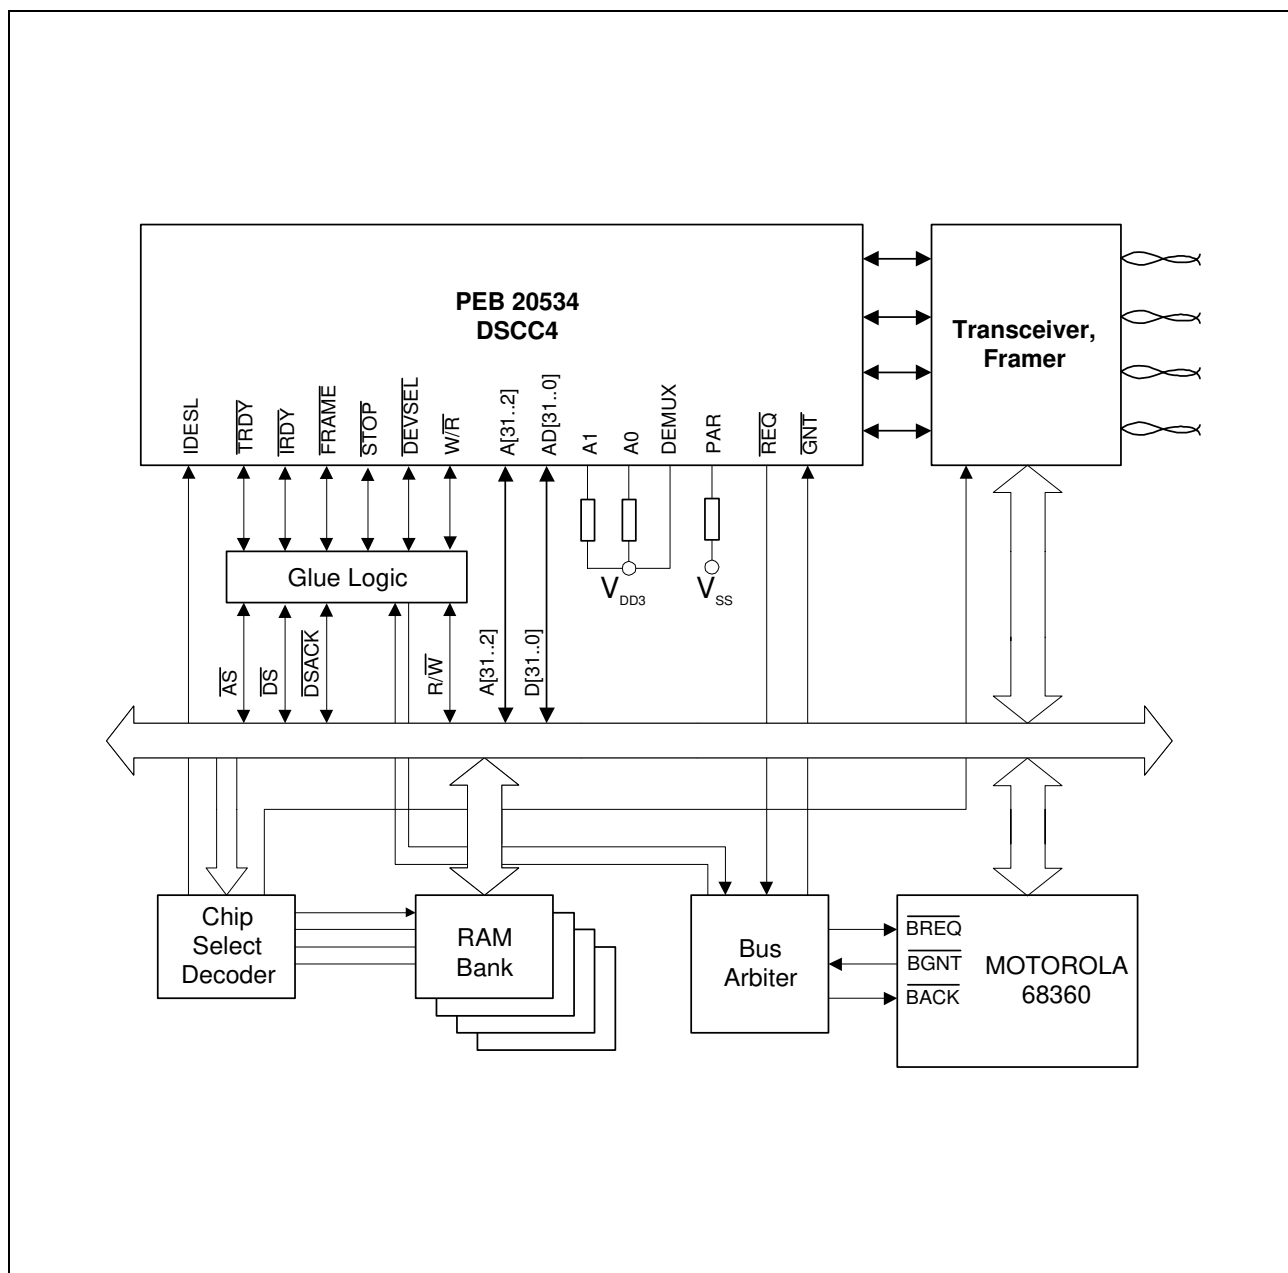 PEB 20534
DSCC4
Transceiver,
Framer
IDESL
TRDY
IRDY
FRAME
STOP
DEVSEL
W/R
A[31..2]
AD[31..0]
A1
A0
DEMUX
PAR
REQ
GNT
Glue Logic
VDD3
VSS
AS
DS
DSACK
R/W
A[31..2]
D[31..0]
Chip
Select
Decoder
RAM
Bank
Bus
Arbiter
BREQ
BGNT
BACK
MOTOROLA
68360